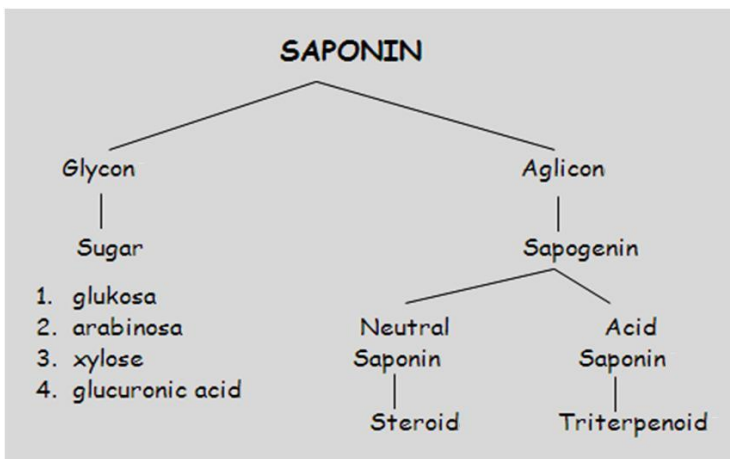 SAPONIN
Glycon
Aglicon
Sugar
Sapogenin
1. glukosa
2. arabinosa
3. xylose
4. glucuronic acid
Neutral
Saponin
Acid
Saponin
Steroid
Triterpenoid